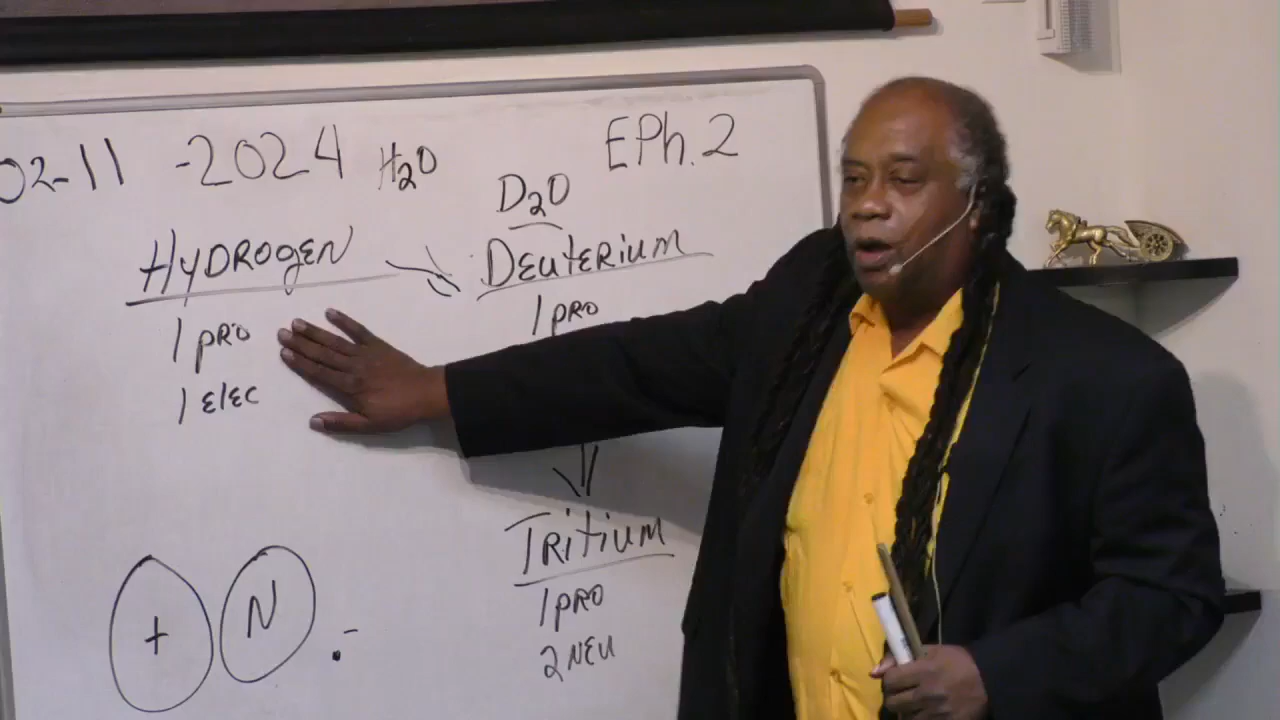 02-11 -2024 H₂O EPh. 2
D₂O
HYDROGEN
1 PRO
1 ElEC
DEUTERIUM
1 PRO
TRITIUM
1 PRO
2 NEU
+ N -